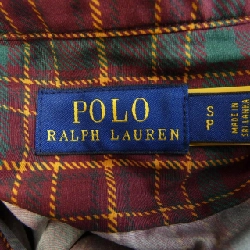 POLO
RALPH LAUREN
S
P
MADE IN
SRI LANKA